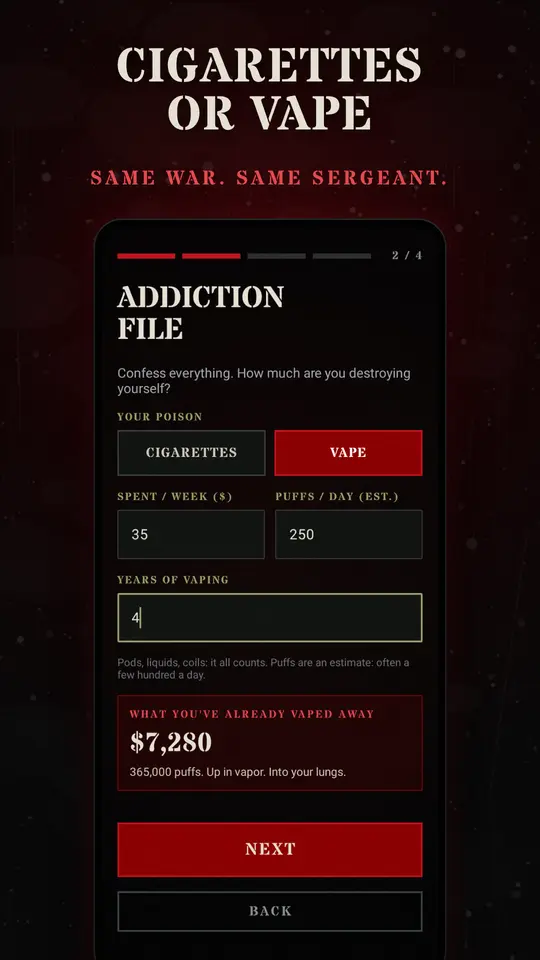 CIGARETTES
OR VAPE
SAME WAR. SAME SERGEANT.
2 / 4
ADDICTION
FILE
Confess everything. How much are you destroying
yourself?
YOUR POISON
CIGARETTES
VAPE
SPENT / WEEK ($)
PUFFS / DAY (EST.)
35
250
YEARS OF VAPING
4
Pods, liquids, coils: it all counts. Puffs are an estimate: often a
few hundred a day.
WHAT YOU'VE ALREADY VAPED AWAY
$7,280
365,000 puffs. Up in vapor. Into your lungs.
NEXT
BACK